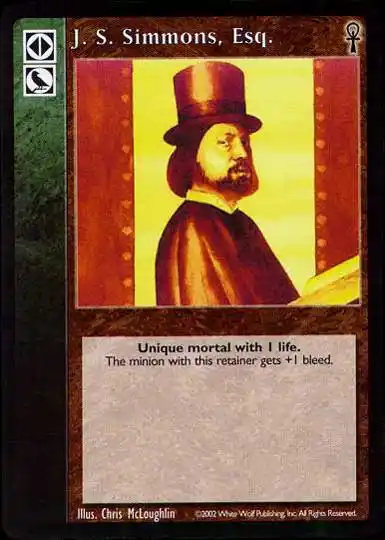 J. S. Simmons, Esq.
Unique mortal with 1 life.
The minion with this retainer gets +1 bleed.
Illus. Chris McLoughlin
©2002 White Wolf Publishing, Inc. All Rights Reserved.